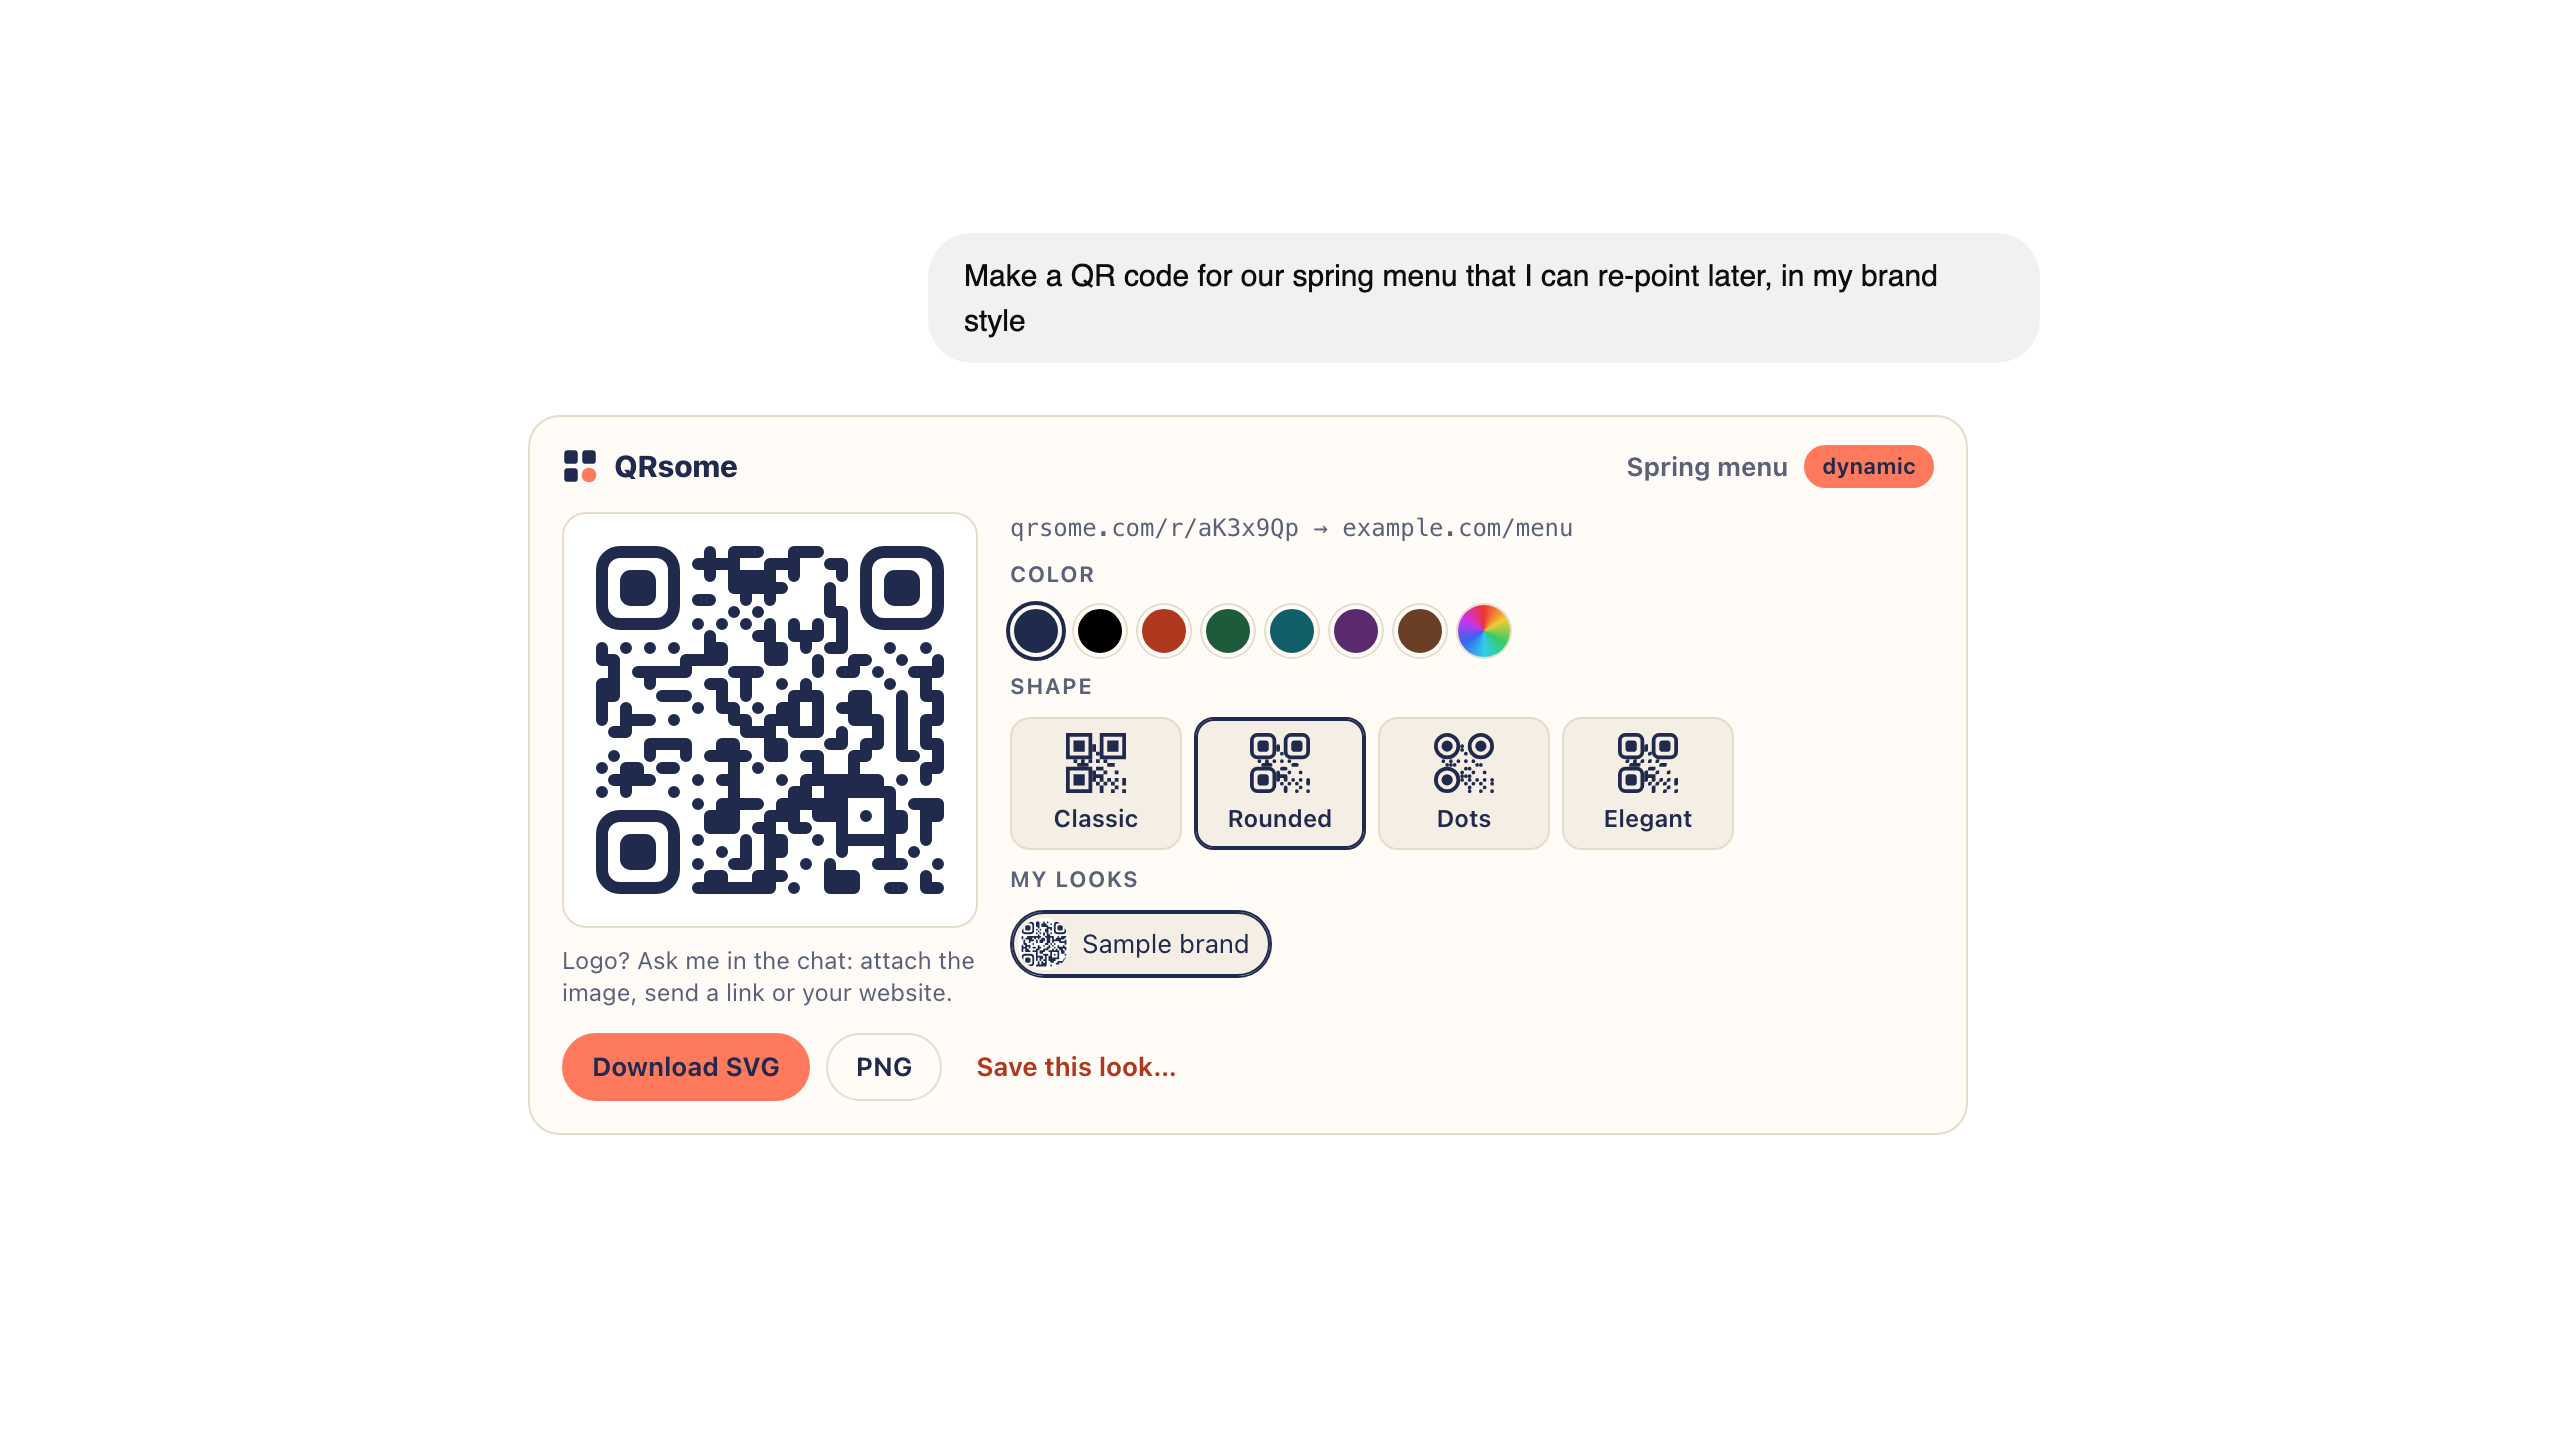 Make a QR code for our spring menu that I can re-point later, in my brand
style
QRsome
Spring menu
dynamic
qrsome.com/r/aK3x9Qp → example.com/menu
COLOR
SHAPE
Classic
Rounded
Dots
Elegant
MY LOOKS
Sample brand
Logo? Ask me in the chat: attach the
image, send a link or your website.
Download SVG
PNG
Save this look...